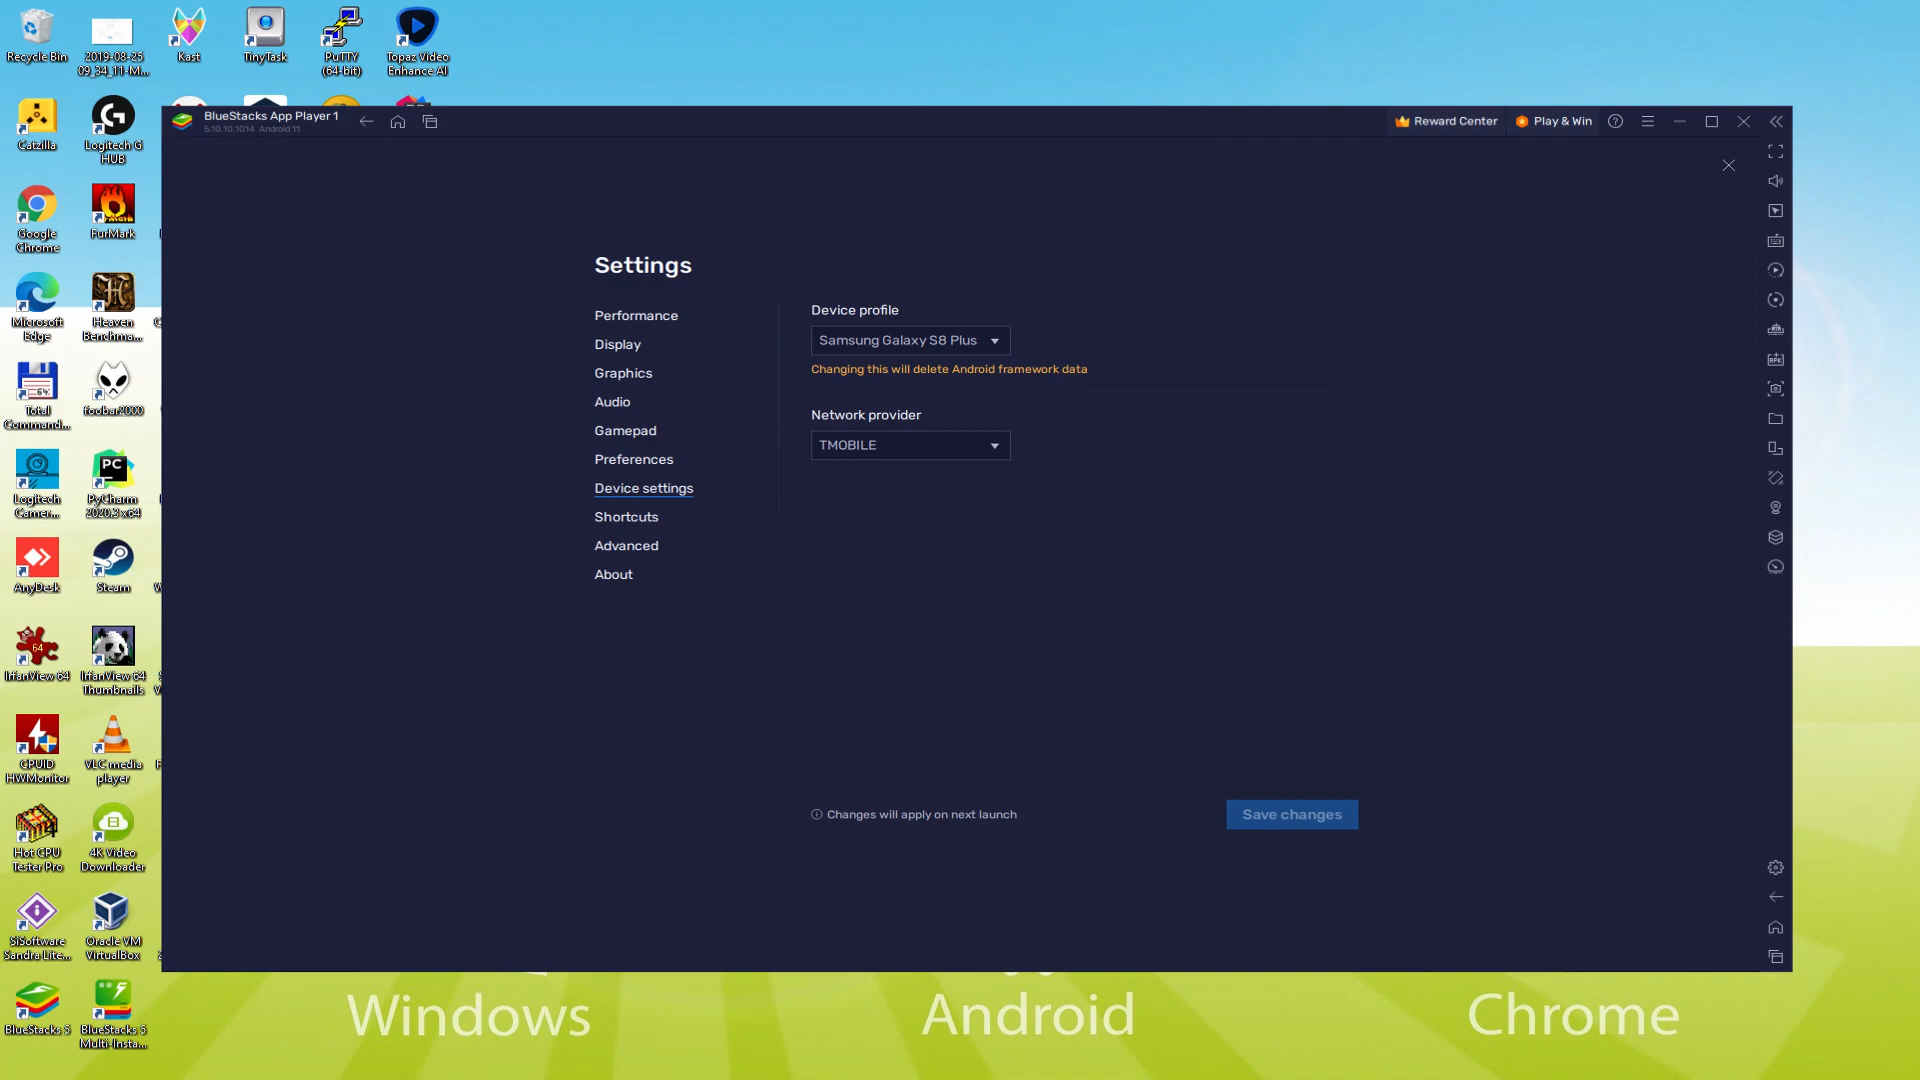 Recycle Bin
2019-08-25
09_34_11-M...
Kast
TinyTask
PuTTY
(64-bit)
Topaz Video
Enhance AI
Catzilla
Logitech G
HUB
Google
Chrome
FurMark
Microsoft
Edge
Heaven
Benchma...
Total
Command...
foobar2000
Logitech
Camer...
PyCharm
2020.3 x64
AnyDesk
Steam
IrfanView 64
IrfanView 64
Thumbnails
CPUID
HWMonitor
VLC media
player
Hot CPU
Tester Pro
4K Video
Downloader
SiSoftware
Sandra Lite...
Oracle VM
VirtualBox
BlueStacks 5
BlueStacks 5
Multi-Insta...
BlueStacks App Player 1
5.10.10.1014 Android 11
Reward Center
Play & Win
Settings
Performance
Display
Graphics
Audio
Gamepad
Preferences
Device settings
Shortcuts
Advanced
About
Device profile
Samsung Galaxy S8 Plus
Changing this will delete Android framework data
Network provider
TMOBILE
Changes will apply on next launch
Save changes
Windows
Android
Chrome